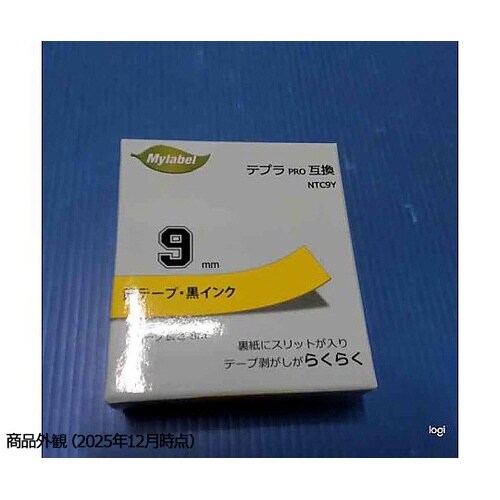 Mylabel
テプラ PRO 互換
NTC9Y
9 mm
テープ・黒インク
裏紙にスリットが入り
テープ剥がしがらくらく
logi
商品外観（2025年12月時点）